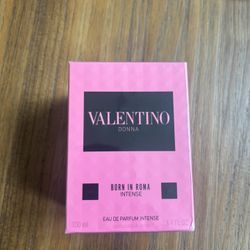 VALENTINO
DONNA
BORN IN ROMA
INTENSE
EAU DE PARFUM INTENSE